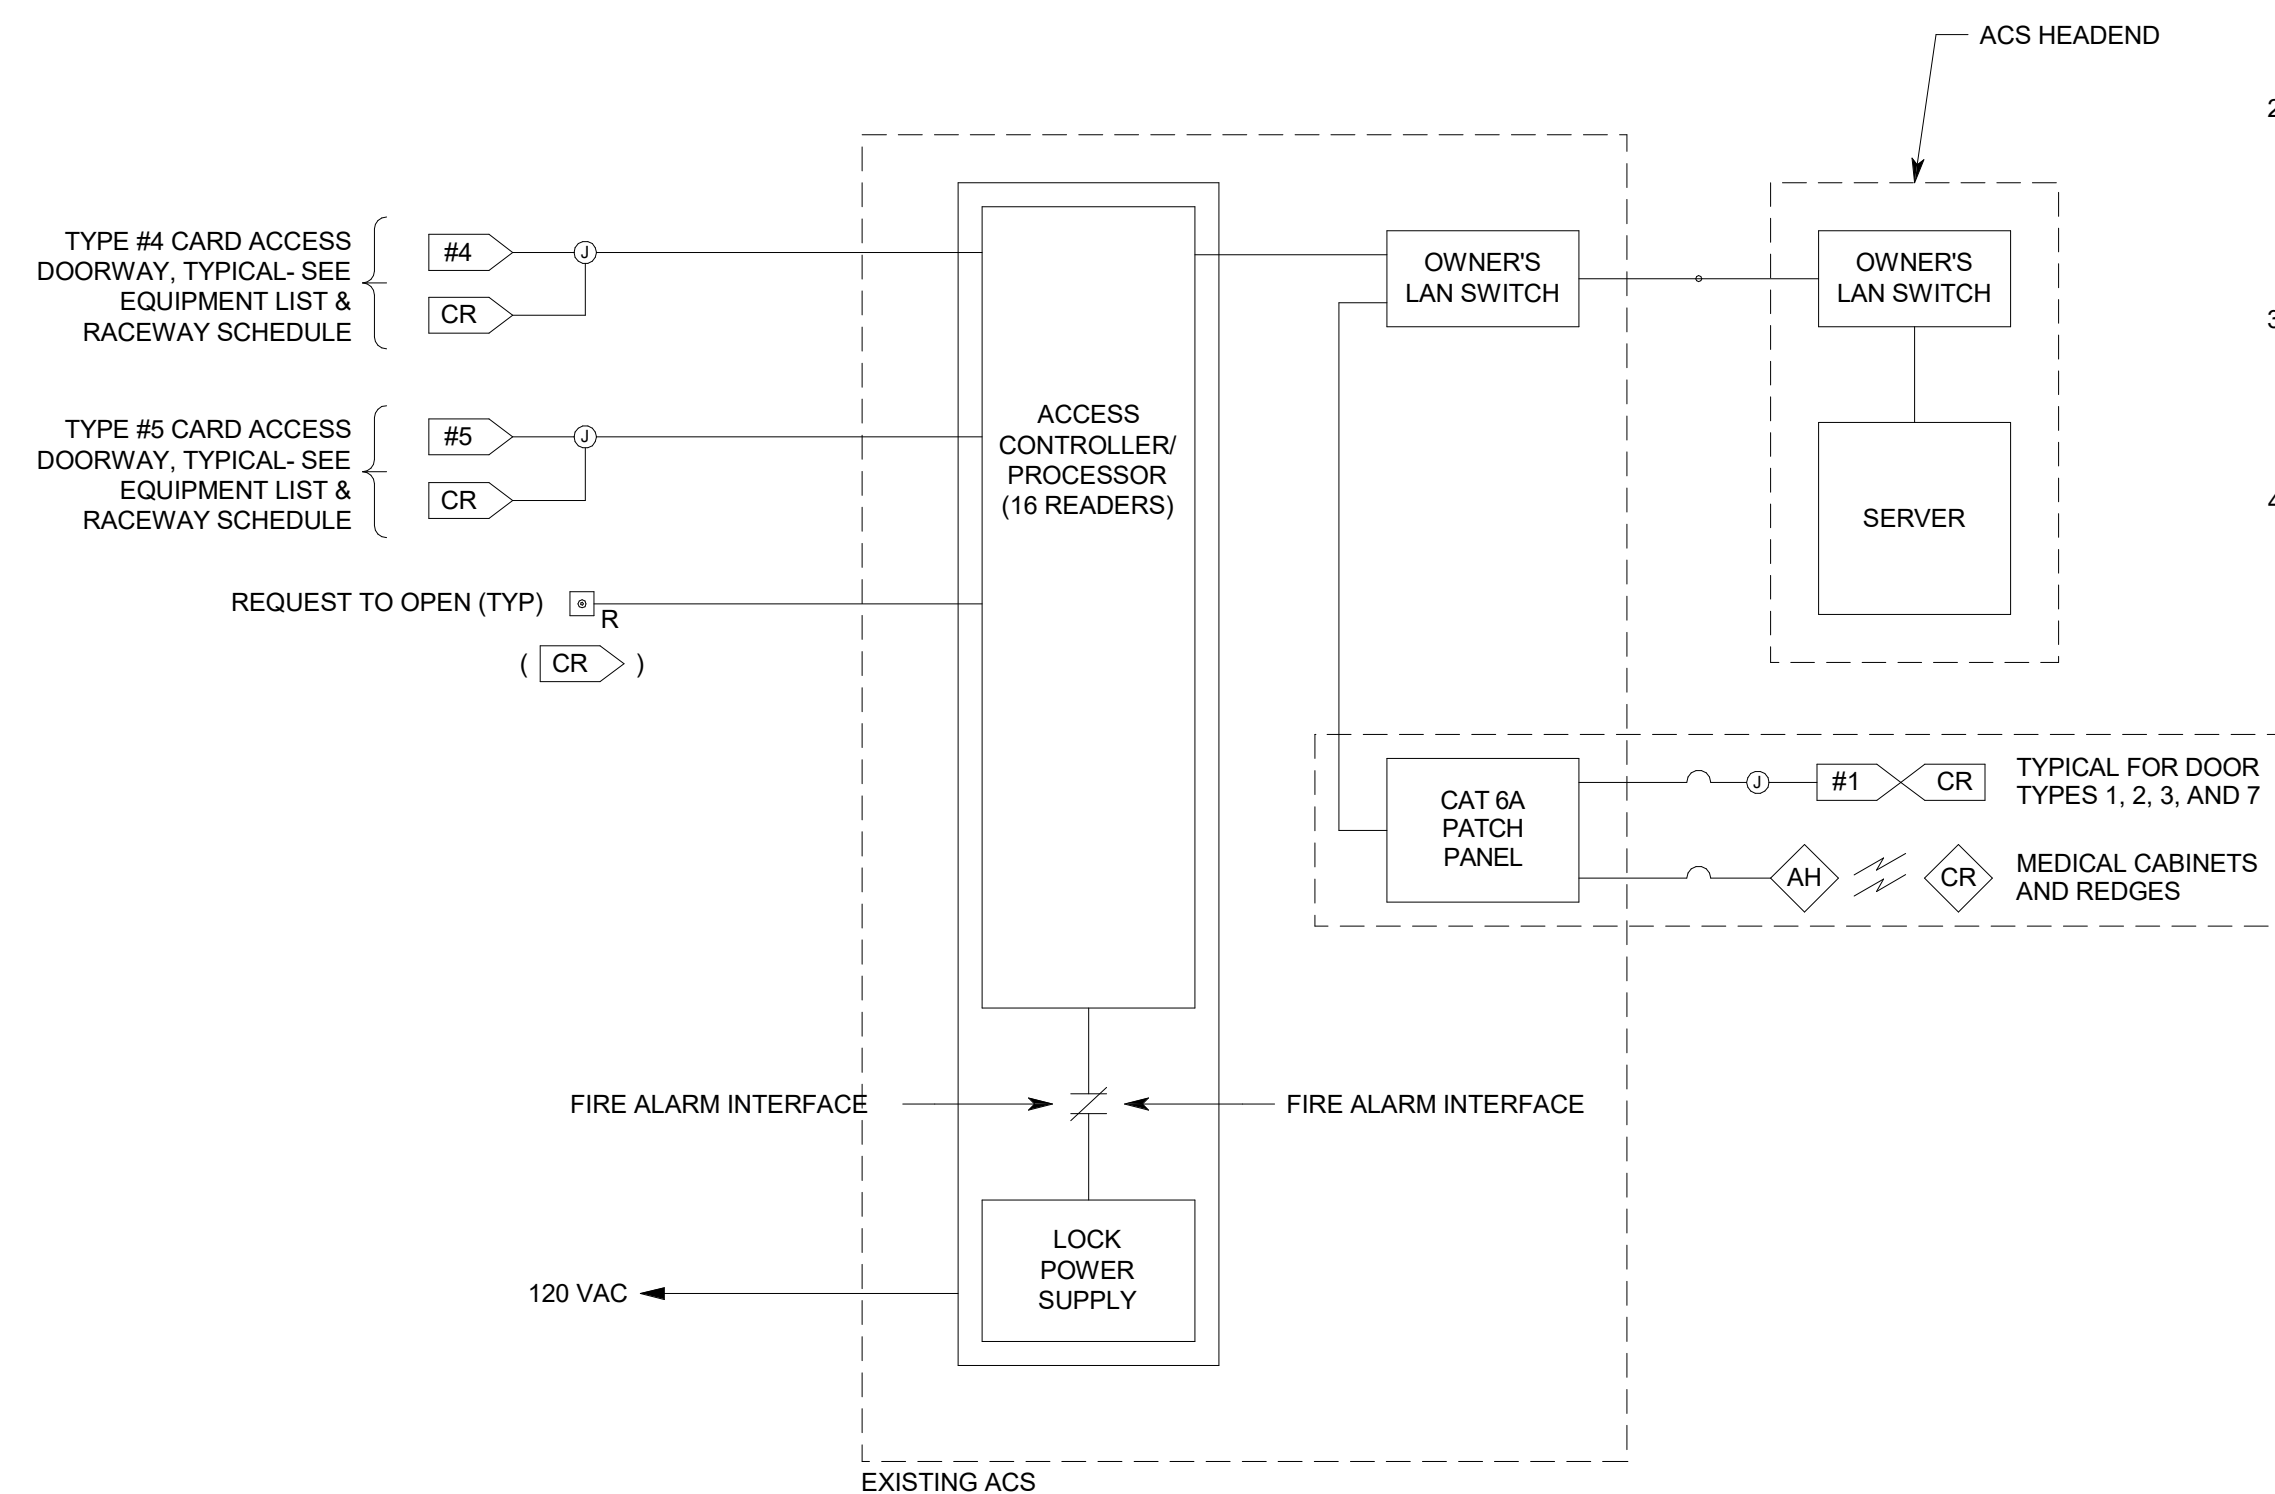 ACS HEADEND
2
TYPE #4 CARD ACCESS
DOORWAY, TYPICAL- SEE
EQUIPMENT LIST &
RACEWAY SCHEDULE
#4
J
CR
OWNER'S
LAN SWITCH
OWNER'S
LAN SWITCH
3
TYPE #5 CARD ACCESS
DOORWAY, TYPICAL- SEE
EQUIPMENT LIST &
RACEWAY SCHEDULE
#5
J
CR
ACCESS
CONTROLLER/
PROCESSOR
(16 READERS)
SERVER
4
REQUEST TO OPEN (TYP)
R
( CR )
CAT 6A
PATCH
PANEL
J
#1
CR
TYPICAL FOR DOOR
TYPES 1, 2, 3, AND 7
AH
CR
MEDICAL CABINETS
AND REDGES
FIRE ALARM INTERFACE
FIRE ALARM INTERFACE
LOCK
POWER
SUPPLY
120 VAC
EXISTING ACS